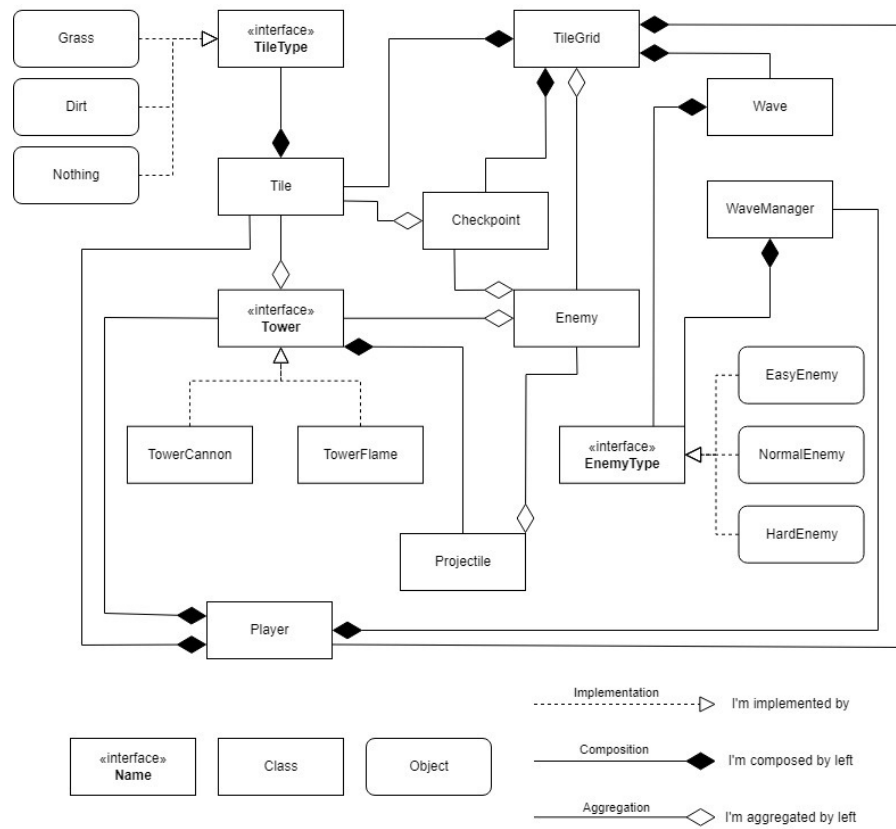 Grass
«interface»
TileType
TileGrid
Dirt
Wave
Nothing
Tile
Checkpoint
WaveManager
«interface»
Tower
Enemy
EasyEnemy
TowerCannon
TowerFlame
«interface»
EnemyType
NormalEnemy
HardEnemy
Projectile
Player
Implementation
I'm implemented by
«interface»
Name
Class
Object
Composition
I'm composed by left
Aggregation
I'm aggregated by left